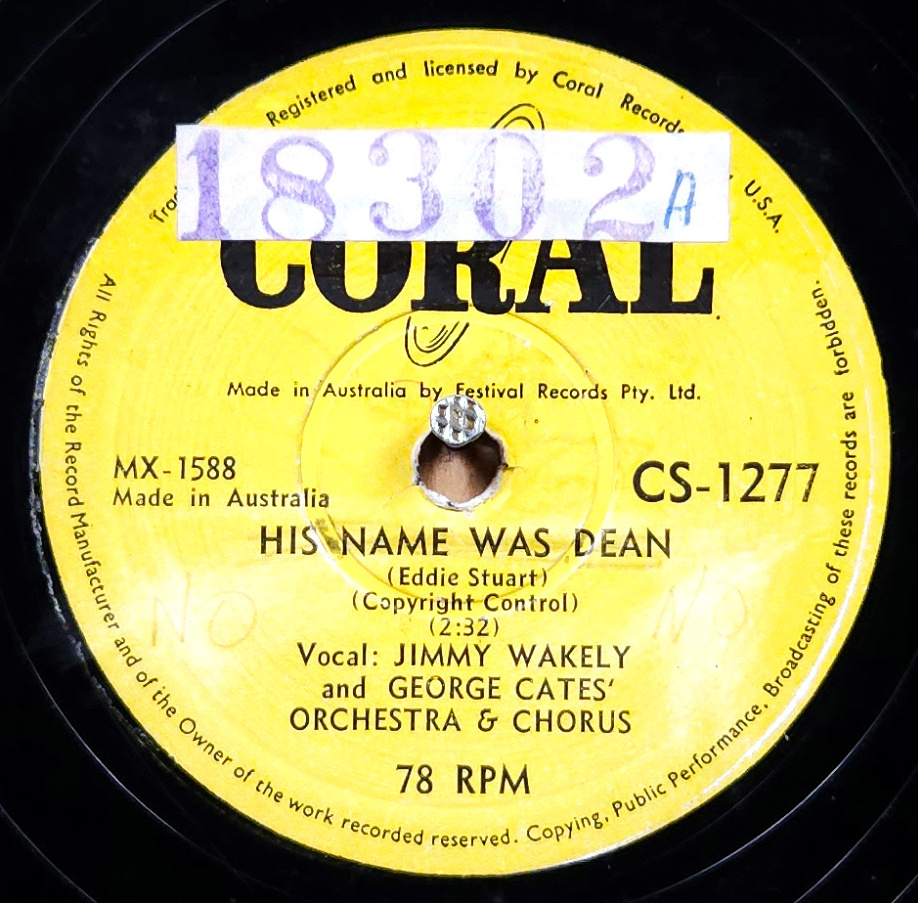 Registered and licensed by Coral Records U.S.A.
18302A
CORAL
Made in Australia by Festival Records Pty. Ltd.
MX-1588
Made in Australia
CS-1277
HIS NAME WAS DEAN
(Eddie Stuart)
(Copyright Control)
(2:32)
Vocal: JIMMY WAKELY
and GEORGE CATES'
ORCHESTRA & CHORUS
78 RPM
NO
NO
All Rights of the Record Manufacturer and of the Owner of the work recorded reserved. Copying, Public Performance, Broadcasting of these records are forbidden.